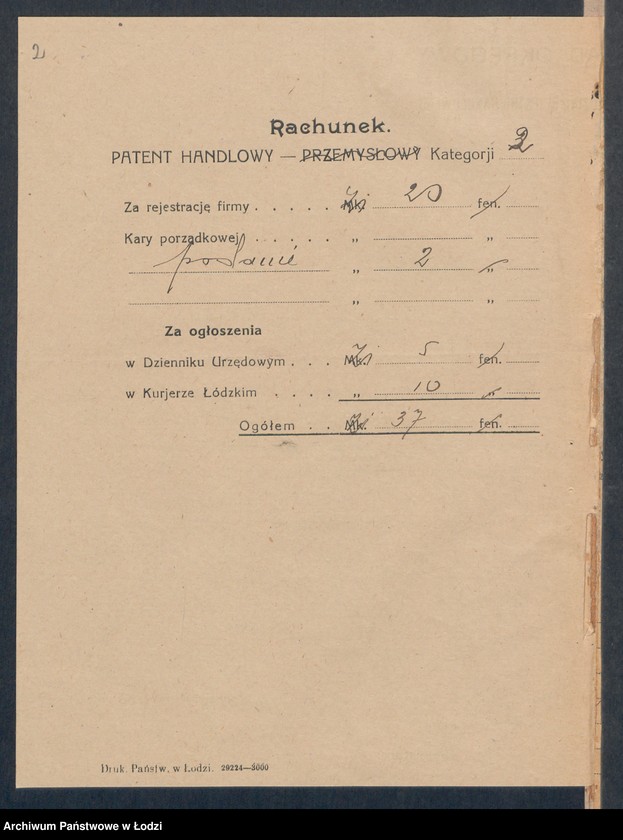 2
Rachunek.
PATENT HANDLOWY — PRZEMYSŁOWY Kategorji 2
Za rejestrację firmy . . . . . Mk. 20 fen.
Kary porządkowej . . . . . „ „
podanie „ 2 „
„ „
Za ogłoszenia
w Dzienniku Urzędowym . . . Mk. 5 fen.
w Kurjerze Łódzkim . . . . „ 10 „
Ogółem . . Mk. 37 fen.
Druk. Państw. w Łodzi. 29224—3000
Archiwum Państwowe w Łodzi